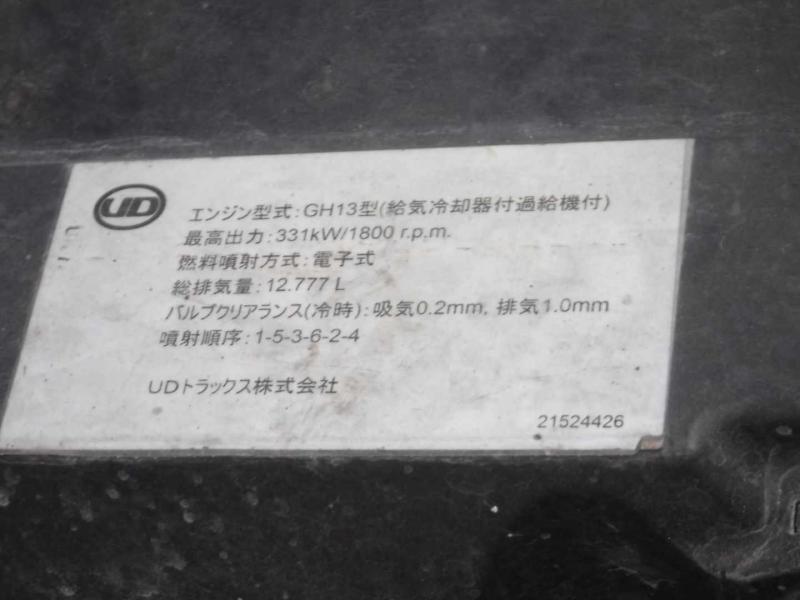 UD
エンジン型式:GH13型(給気冷却器付過給機付)
最高出力:331kW/1800 r.p.m.
燃料噴射方式:電子式
総排気量:12.777 L
バルブクリアランス(冷時):吸気0.2mm, 排気1.0mm
噴射順序:1-5-3-6-2-4
UDトラックス株式会社
21524426